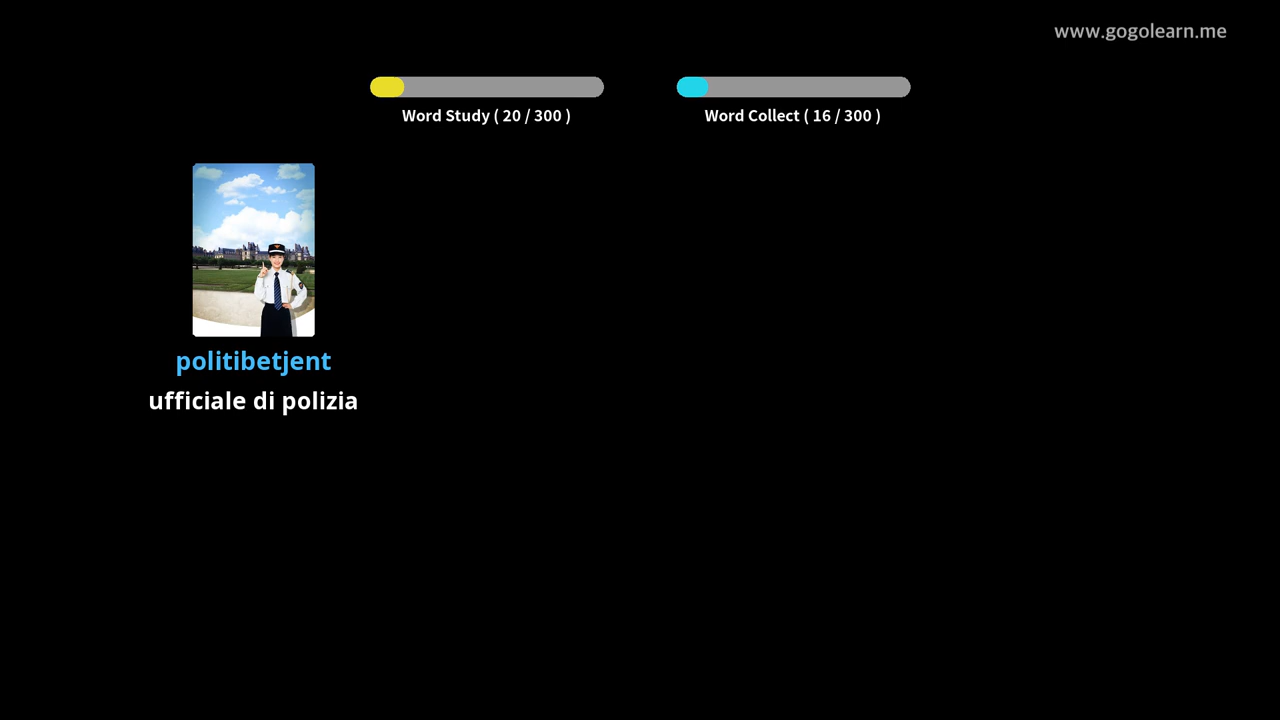 www.gogolearn.me
Word Study ( 20 / 300 )
Word Collect ( 16 / 300 )
politibetjent
ufficiale di polizia